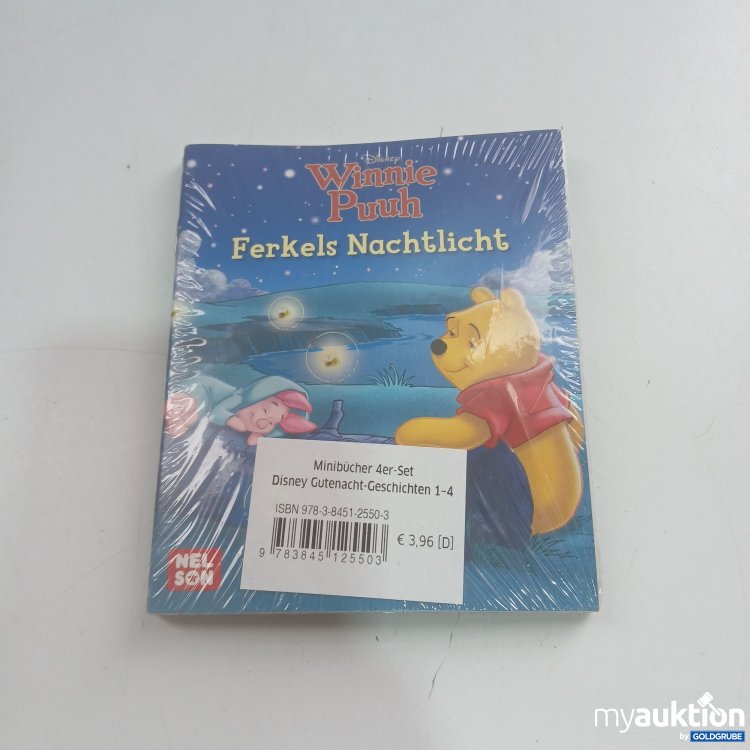 Disney
Winnie
Puuh
Ferkels Nachtlicht
Minibücher 4er-Set
Disney Gutenacht-Geschichten 1–4
ISBN 978-3-8451-2550-3
€ 3,96 [D]
9 783845 125503
NEL
SON
myauktion
by GOLDGRUBE